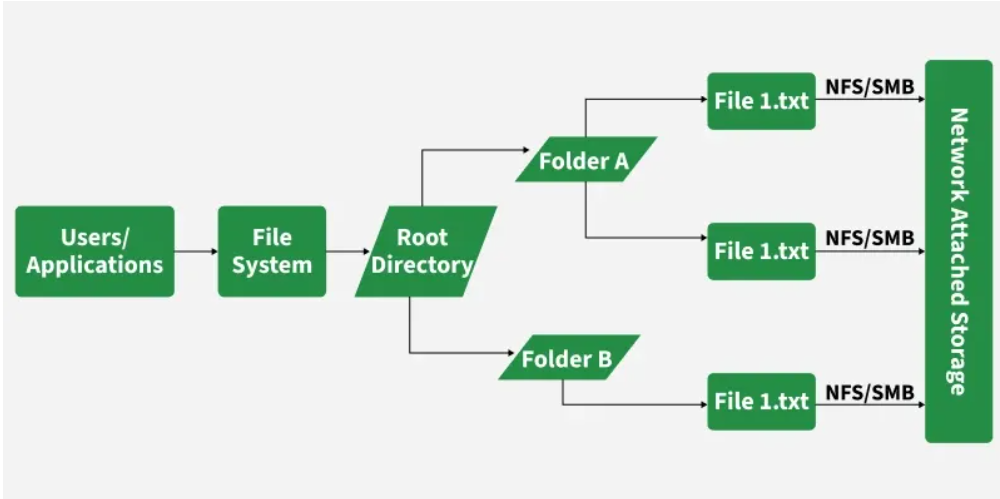 Users/
Applications
File
System
Root
Directory
Folder A
Folder B
File 1.txt
NFS/SMB
File 1.txt
NFS/SMB
File 1.txt
NFS/SMB
Network Attached Storage